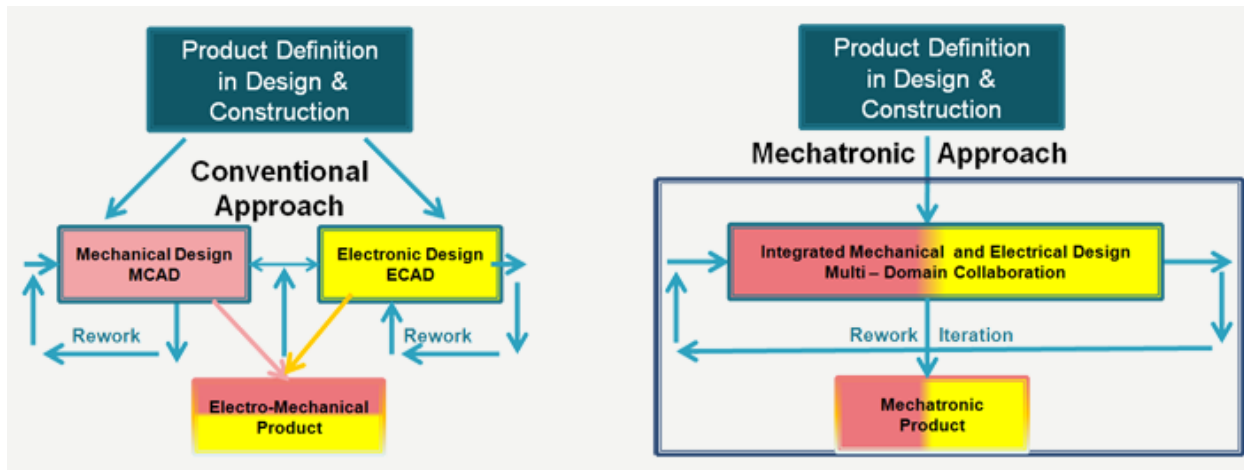 Product Definition
in Design &
Construction
Conventional
Approach
Mechanical Design
MCAD
Electronic Design
ECAD
Rework
Rework
Electro-Mechanical
Product
Product Definition
in Design &
Construction
Mechatronic Approach
Integrated Mechanical and Electrical Design
Multi – Domain Collaboration
Rework Iteration
Mechatronic
Product